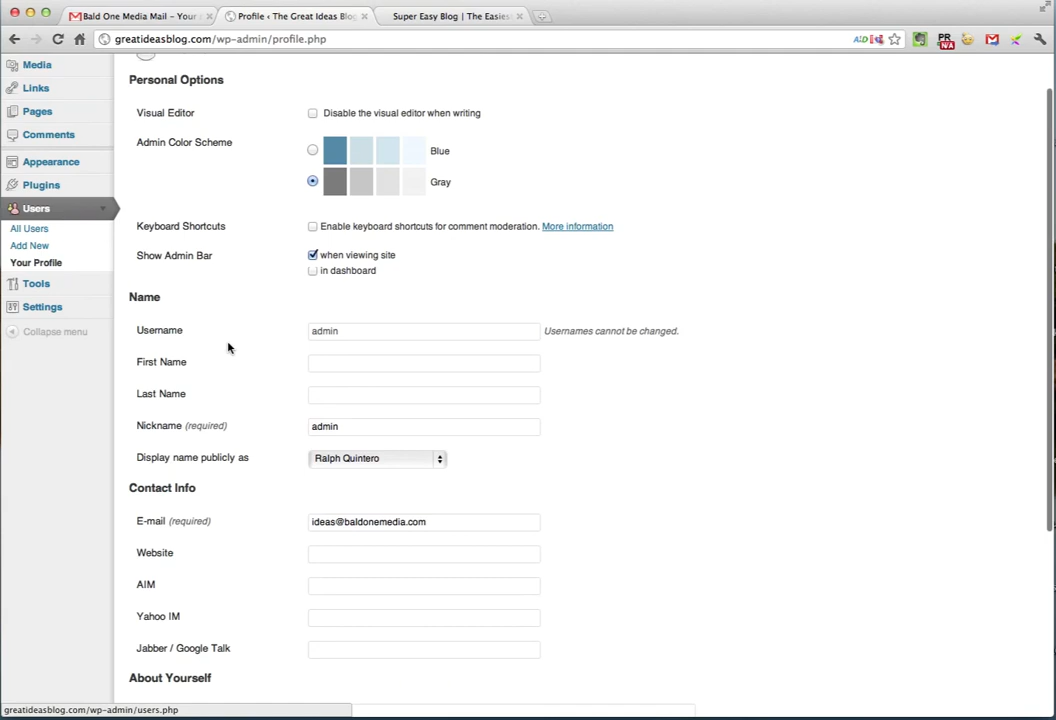 Bald One Media Mail – Your
Profile ‹ The Great Ideas Blo
Super Easy Blog | The Easies
greatideasblog.com/wp-admin/profile.php
PR
N/A
Media
Links
Pages
Comments
Appearance
Plugins
Users
All Users
Add New
Your Profile
Tools
Settings
Collapse menu
Personal Options
Visual Editor
Disable the visual editor when writing
Admin Color Scheme
Blue
Gray
Keyboard Shortcuts
Enable keyboard shortcuts for comment moderation. More information
Show Admin Bar
when viewing site
in dashboard
Name
Username
admin
Usernames cannot be changed.
First Name
Last Name
Nickname (required)
admin
Display name publicly as
Ralph Quintero
Contact Info
E-mail (required)
ideas@baldonemedia.com
Website
AIM
Yahoo IM
Jabber / Google Talk
About Yourself
greatideasblog.com/wp-admin/users.php